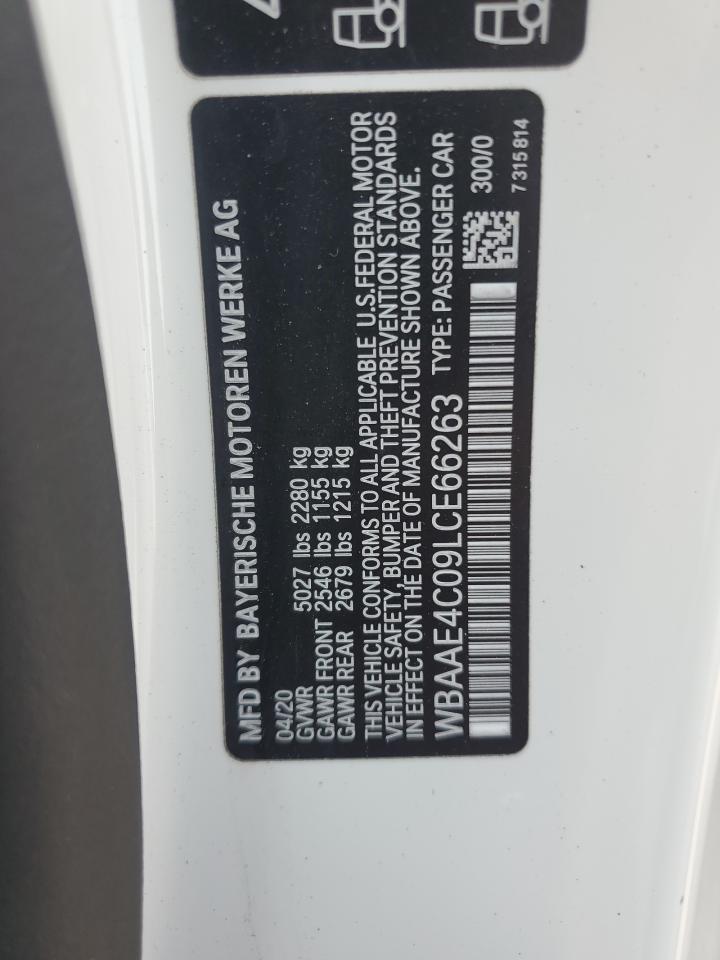 MFD BY BAYERISCHE MOTOREN WERKE AG
04/20
GVWR 5027 lbs 2280 kg
GAWR FRONT 2546 lbs 1155 kg
GAWR REAR 2679 lbs 1215 kg
THIS VEHICLE CONFORMS TO ALL APPLICABLE U.S.FEDERAL MOTOR
VEHICLE SAFETY, BUMPER AND THEFT PREVENTION STANDARDS
IN EFFECT ON THE DATE OF MANUFACTURE SHOWN ABOVE.
WBAAE4C09LCE66263 TYPE: PASSENGER CAR
300/0
7315814